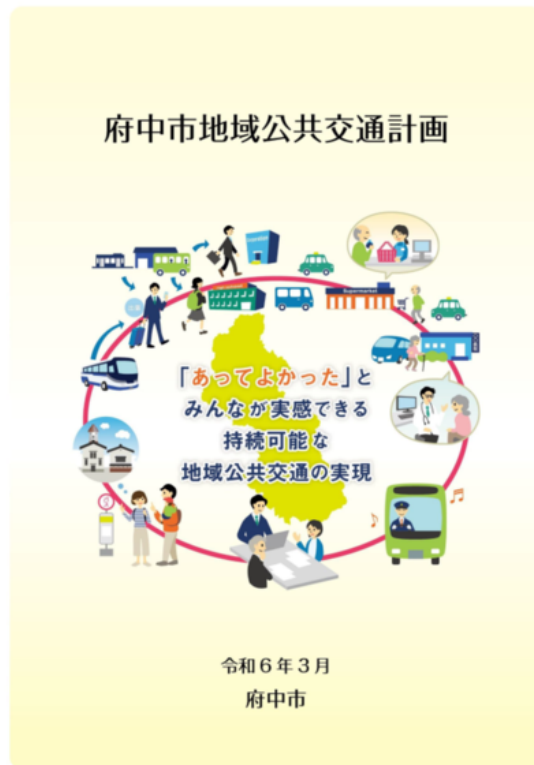 府中市地域公共交通計画
Supermarket
「あってよかった」と
みんなが実感できる
持続可能な
地域公共交通の実現
令和6年3月
府中市